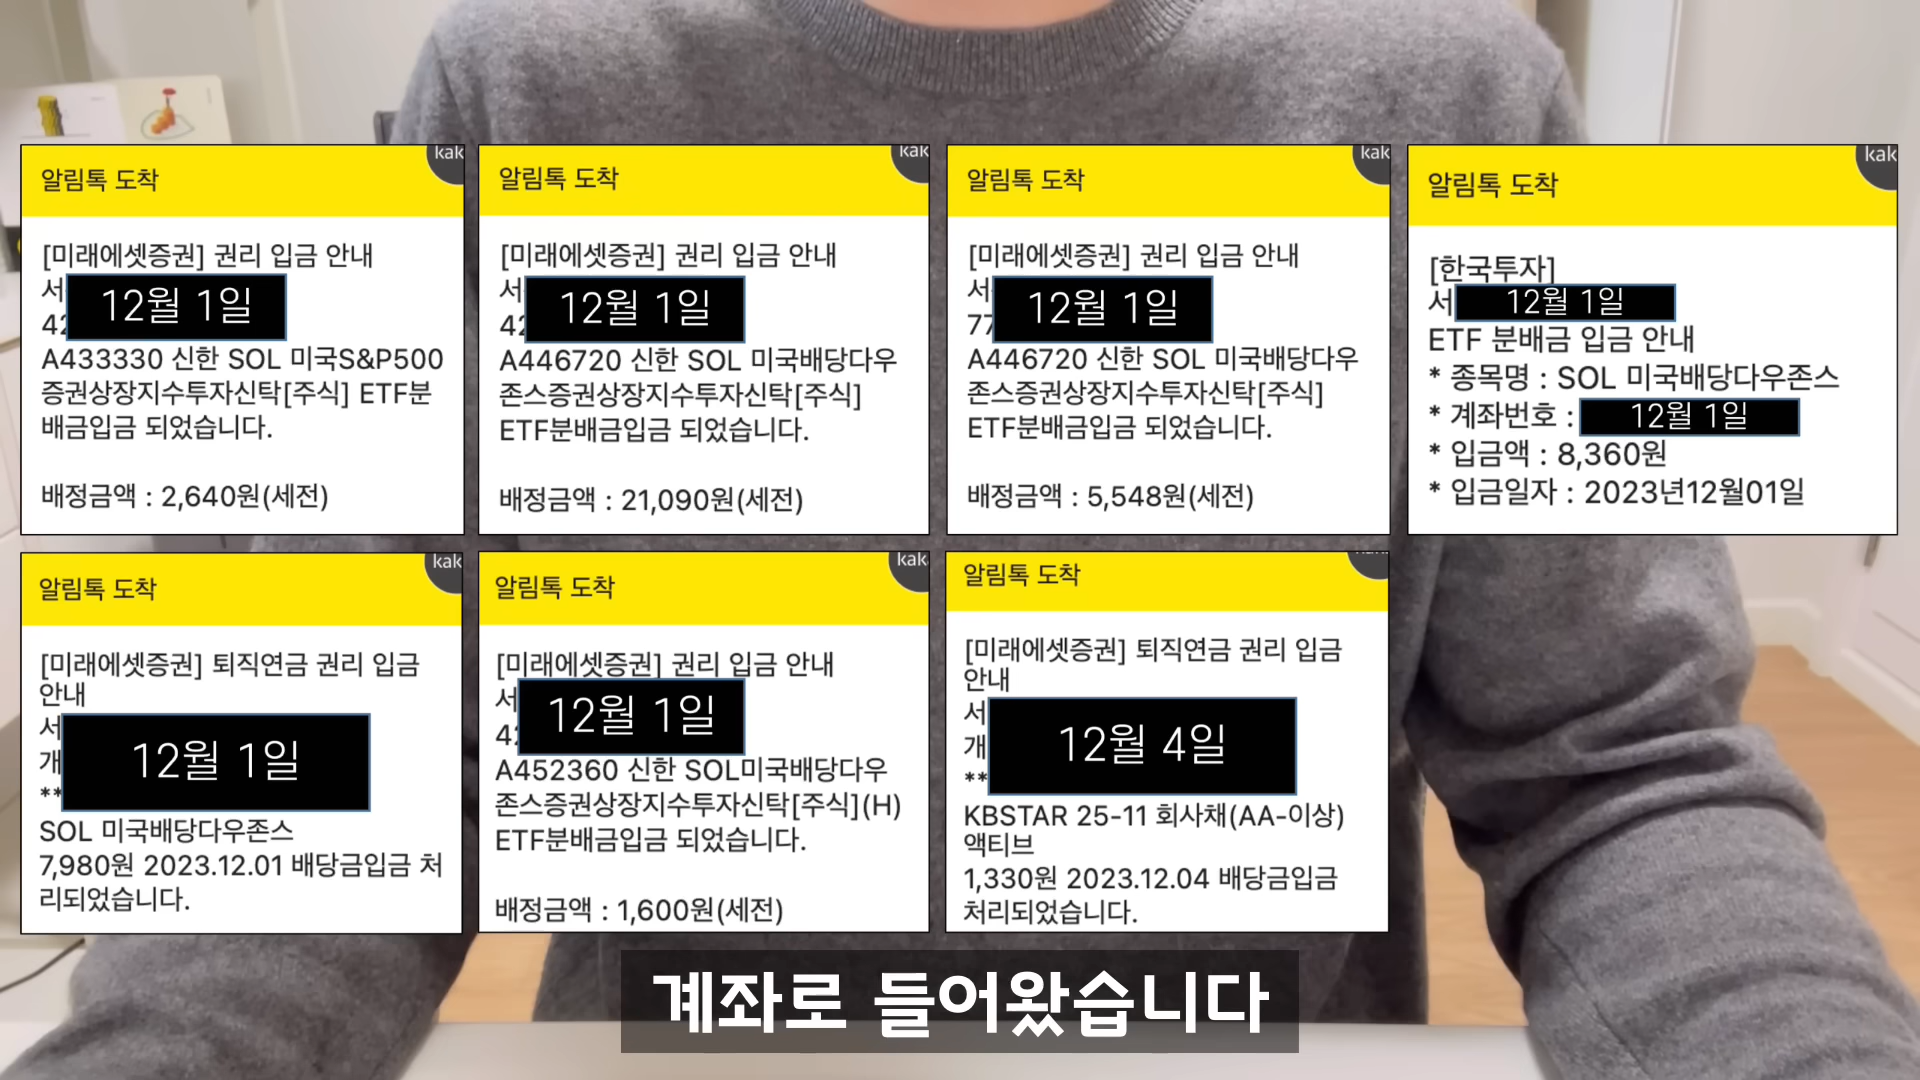 알림톡 도착
kak
[미래에셋증권] 권리 입금 안내
서
12월 1일
42
A433330 신한 SOL 미국S&P500
증권상장지수투자신탁[주식] ETF분
배금입금 되었습니다.
배정금액 : 2,640원(세전)
알림톡 도착
kak
[미래에셋증권] 권리 입금 안내
서
12월 1일
42
A446720 신한 SOL 미국배당다우
존스증권상장지수투자신탁[주식]
ETF분배금입금 되었습니다.
배정금액 : 21,090원(세전)
알림톡 도착
kak
[미래에셋증권] 권리 입금 안내
서
12월 1일
77
A446720 신한 SOL 미국배당다우
존스증권상장지수투자신탁[주식]
ETF분배금입금 되었습니다.
배정금액 : 5,548원(세전)
알림톡 도착
kak
[한국투자]
서 12월 1일
ETF 분배금 입금 안내
* 종목명 : SOL 미국배당다우존스
* 계좌번호 : 12월 1일
* 입금액 : 8,360원
* 입금일자 : 2023년12월01일
알림톡 도착
kak
[미래에셋증권] 퇴직연금 권리 입금
안내
서
개 12월 1일
**
SOL 미국배당다우존스
7,980원 2023.12.01 배당금입금 처
리되었습니다.
알림톡 도착
kak
[미래에셋증권] 권리 입금 안내
서
12월 1일
42
A452360 신한 SOL미국배당다우
존스증권상장지수투자신탁[주식](H)
ETF분배금입금 되었습니다.
배정금액 : 1,600원(세전)
알림톡 도착
[미래에셋증권] 퇴직연금 권리 입금
안내
서
개 12월 4일
**
KBSTAR 25-11 회사채(AA-이상)
액티브
1,330원 2023.12.04 배당금입금
처리되었습니다.
계좌로 들어왔습니다